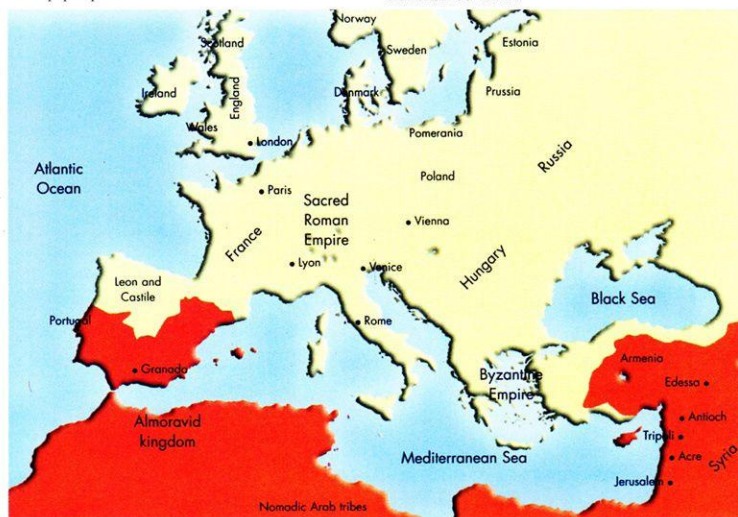 Norway
Scotland
Sweden
Estonia
Ireland
England
Denmark
Prussia
Wales
London
Pomerania
Russia
Atlantic
Ocean
Paris
Sacred
Roman
Empire
Poland
Vienna
France
Lyon
Venice
Hungary
Leon and
Castile
Black Sea
Portugal
Rome
Granada
Byzantine
Empire
Armenia
Edessa
Almoravid
kingdom
Antioch
Tripoli
Mediterranean Sea
Acre
Syria
Jerusalem
Nomadic Arab tribes